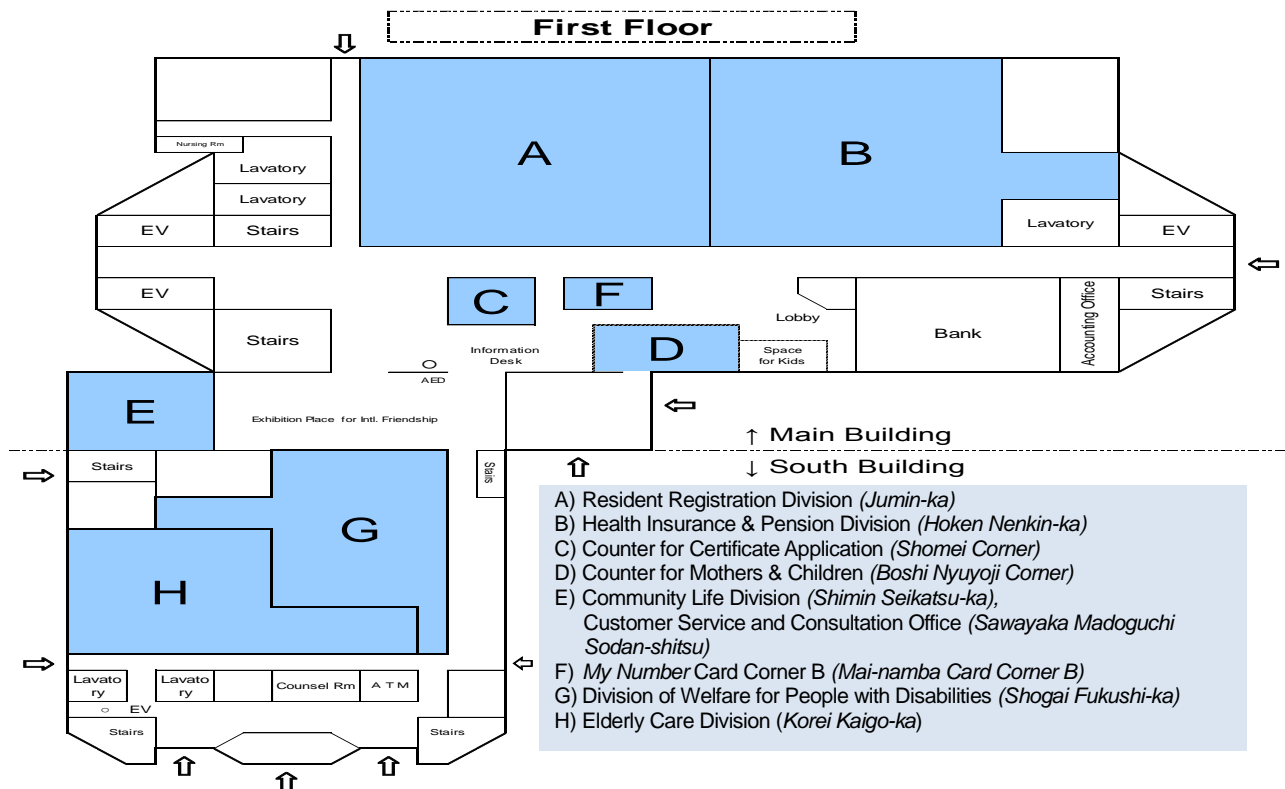 First Floor
A
B
Nursing Rm
Lavatory
Lavatory
EV
Stairs
Lavatory
EV
EV
Stairs
C
F
Lobby
Bank
Accounting Office
Stairs
Information
Desk
D
Space
for Kids
AED
E
Exhibition Place for Intl. Friendship
↑ Main Building
↓ South Building
Stairs
Stairs
G
H
Lavato
ry
Lavato
ry
Counsel Rm
ATM
EV
Stairs
Stairs
A) Resident Registration Division (Jumin-ka)
B) Health Insurance & Pension Division (Hoken Nenkin-ka)
C) Counter for Certificate Application (Shomei Corner)
D) Counter for Mothers & Children (Boshi Nyuyoji Corner)
E) Community Life Division (Shimin Seikatsu-ka),
Customer Service and Consultation Office (Sawayaka Madoguchi
Sodan-shitsu)
F) My Number Card Corner B (Mai-namba Card Corner B)
G) Division of Welfare for People with Disabilities (Shogai Fukushi-ka)
H) Elderly Care Division (Korei Kaigo-ka)